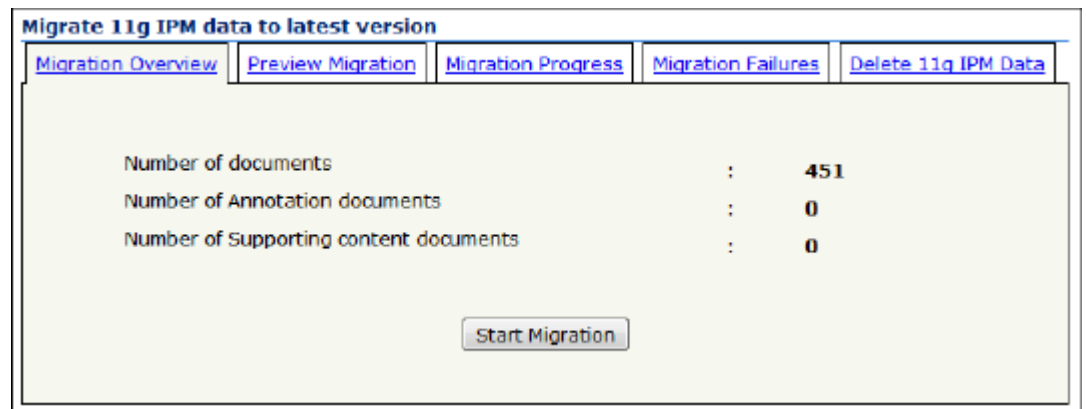 Migrate 11g IPM data to latest version
Migration Overview Preview Migration Migration Progress Migration Failures Delete 11g IPM Data
Number of documents : 451
Number of Annotation documents : 0
Number of Supporting content documents : 0
Start Migration